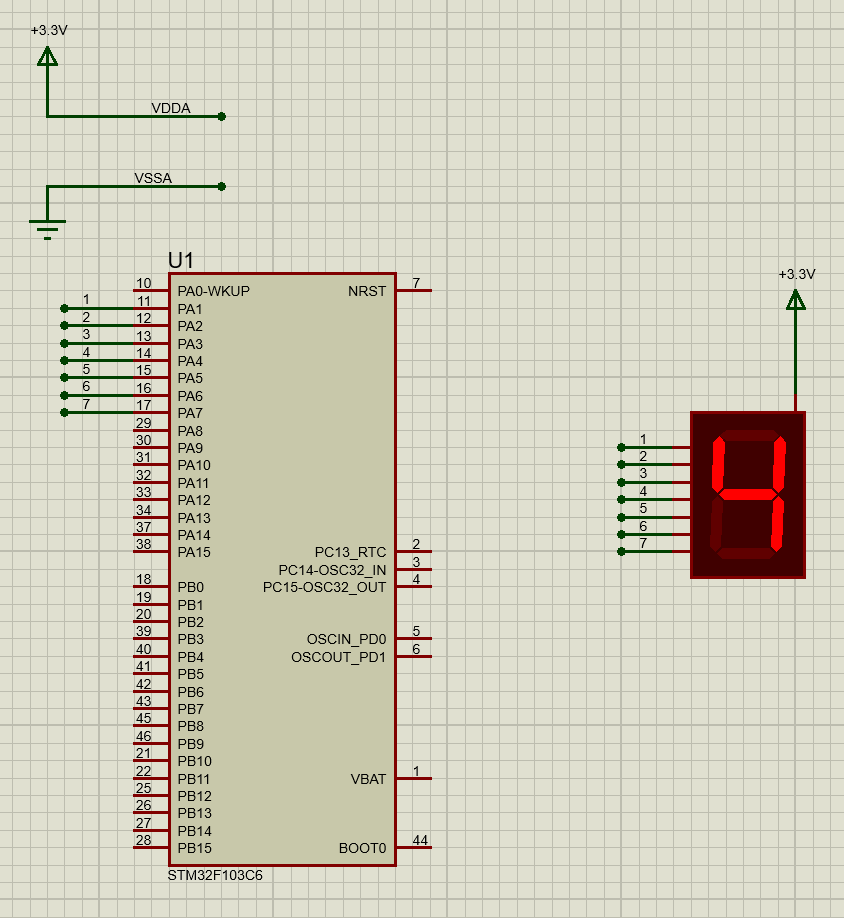 +3.3V
VDDA
VSSA
U1
10 PA0-WKUP NRST 7
1 11 PA1
2 12 PA2
3 13 PA3
4 14 PA4
5 15 PA5
6 16 PA6
7 17 PA7
29 PA8
30 PA9
31 PA10
32 PA11
33 PA12
34 PA13
37 PA14
38 PA15 PC13_RTC 2
PC14-OSC32_IN 3
18 PB0 PC15-OSC32_OUT 4
19 PB1
20 PB2
39 PB3 OSCIN_PD0 5
40 PB4 OSCOUT_PD1 6
41 PB5
42 PB6
43 PB7
45 PB8
46 PB9
21 PB10
22 PB11 VBAT 1
25 PB12
26 PB13
27 PB14
28 PB15 BOOT0 44
STM32F103C6
+3.3V
1
2
3
4
5
6
7
4